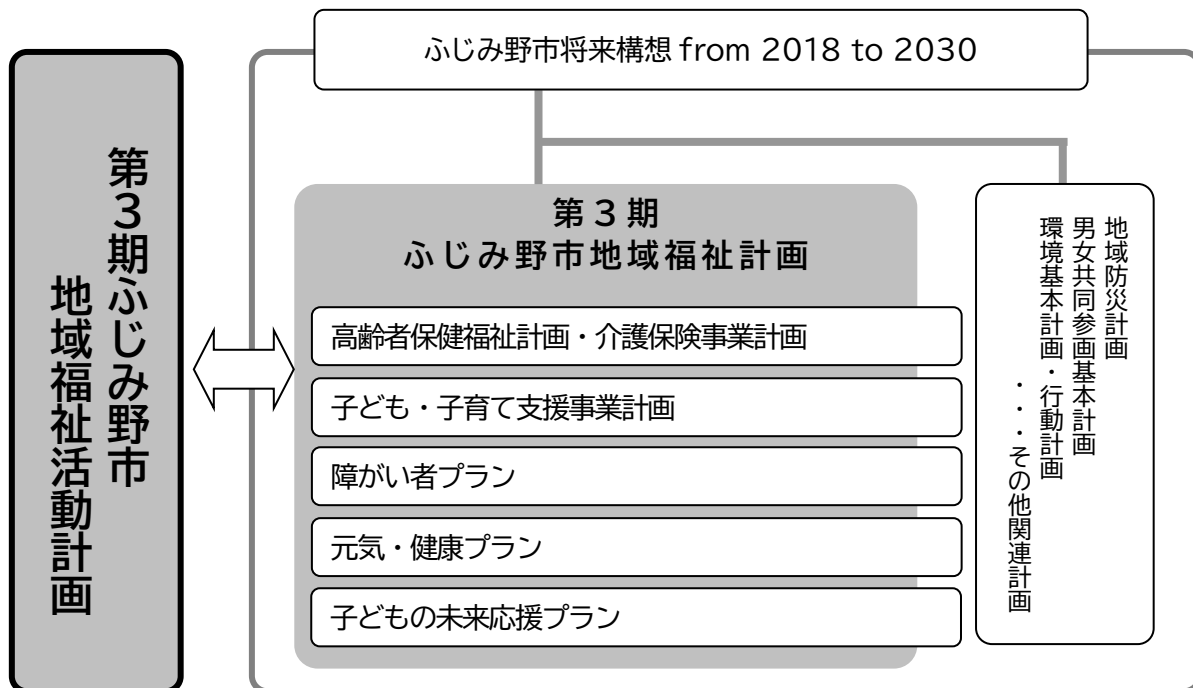 ふじみ野市将来構想 from 2018 to 2030
第3期ふじみ野市
地域福祉活動計画
第3期
ふじみ野市地域福祉計画
高齢者保健福祉計画・介護保険事業計画
子ども・子育て支援事業計画
障がい者プラン
元気・健康プラン
子どもの未来応援プラン
地域防災計画
男女共同参画基本計画
環境基本計画・行動計画
・・・その他関連計画